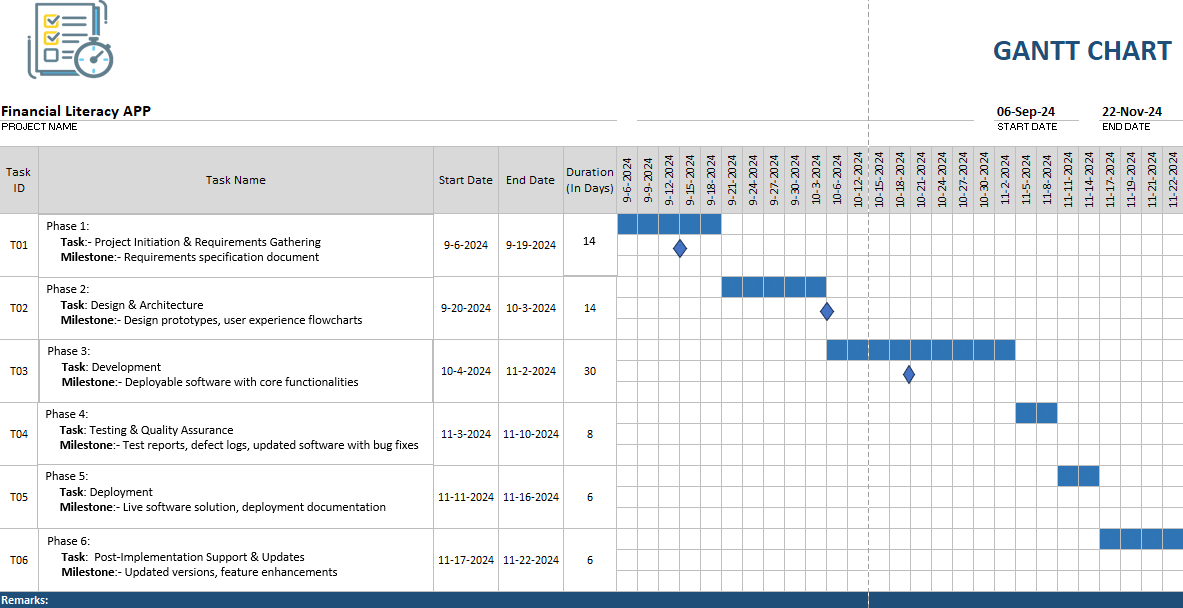 GANTT CHART
Financial Literacy APP
PROJECT NAME
06-Sep-24
START DATE
22-Nov-24
END DATE
Task ID Task Name Start Date End Date Duration (In Days) 9-6-2024 9-9-2024 9-12-2024 9-15-2024 9-18-2024 9-21-2024 9-24-2024 9-27-2024 9-30-2024 10-3-2024 10-6-2024 10-12-2024 10-15-2024 10-18-2024 10-21-2024 10-24-2024 10-27-2024 10-30-2024 11-2-2024 11-5-2024 11-8-2024 11-11-2024 11-14-2024 11-17-2024 11-19-2024 11-21-2024 11-22-2024
Phase 1:
T01 Task:- Project Initiation & Requirements Gathering 9-6-2024 9-19-2024 14
Milestone:- Requirements specification document
Phase 2:
T02 Task: Design & Architecture 9-20-2024 10-3-2024 14
Milestone:- Design prototypes, user experience flowcharts
Phase 3:
T03 Task: Development 10-4-2024 11-2-2024 30
Milestone:- Deployable software with core functionalities
Phase 4:
T04 Task: Testing & Quality Assurance 11-3-2024 11-10-2024 8
Milestone:- Test reports, defect logs, updated software with bug fixes
Phase 5:
T05 Task: Deployment 11-11-2024 11-16-2024 6
Milestone:- Live software solution, deployment documentation
Phase 6:
T06 Task: Post-Implementation Support & Updates 11-17-2024 11-22-2024 6
Milestone:- Updated versions, feature enhancements
Remarks: